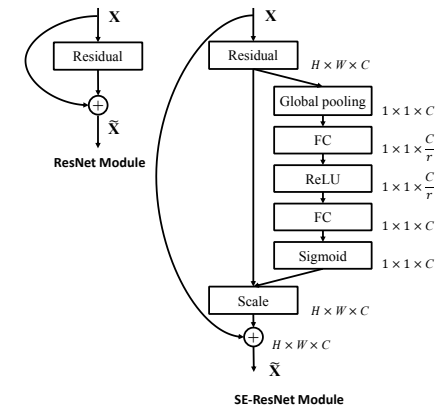 X
Residual
+
X̃
ResNet Module
X
Residual
H × W × C
Global pooling
1 × 1 × C
FC
1 × 1 × C/r
ReLU
1 × 1 × C/r
FC
1 × 1 × C
Sigmoid
1 × 1 × C
Scale
H × W × C
+
H × W × C
X̃
SE-ResNet Module